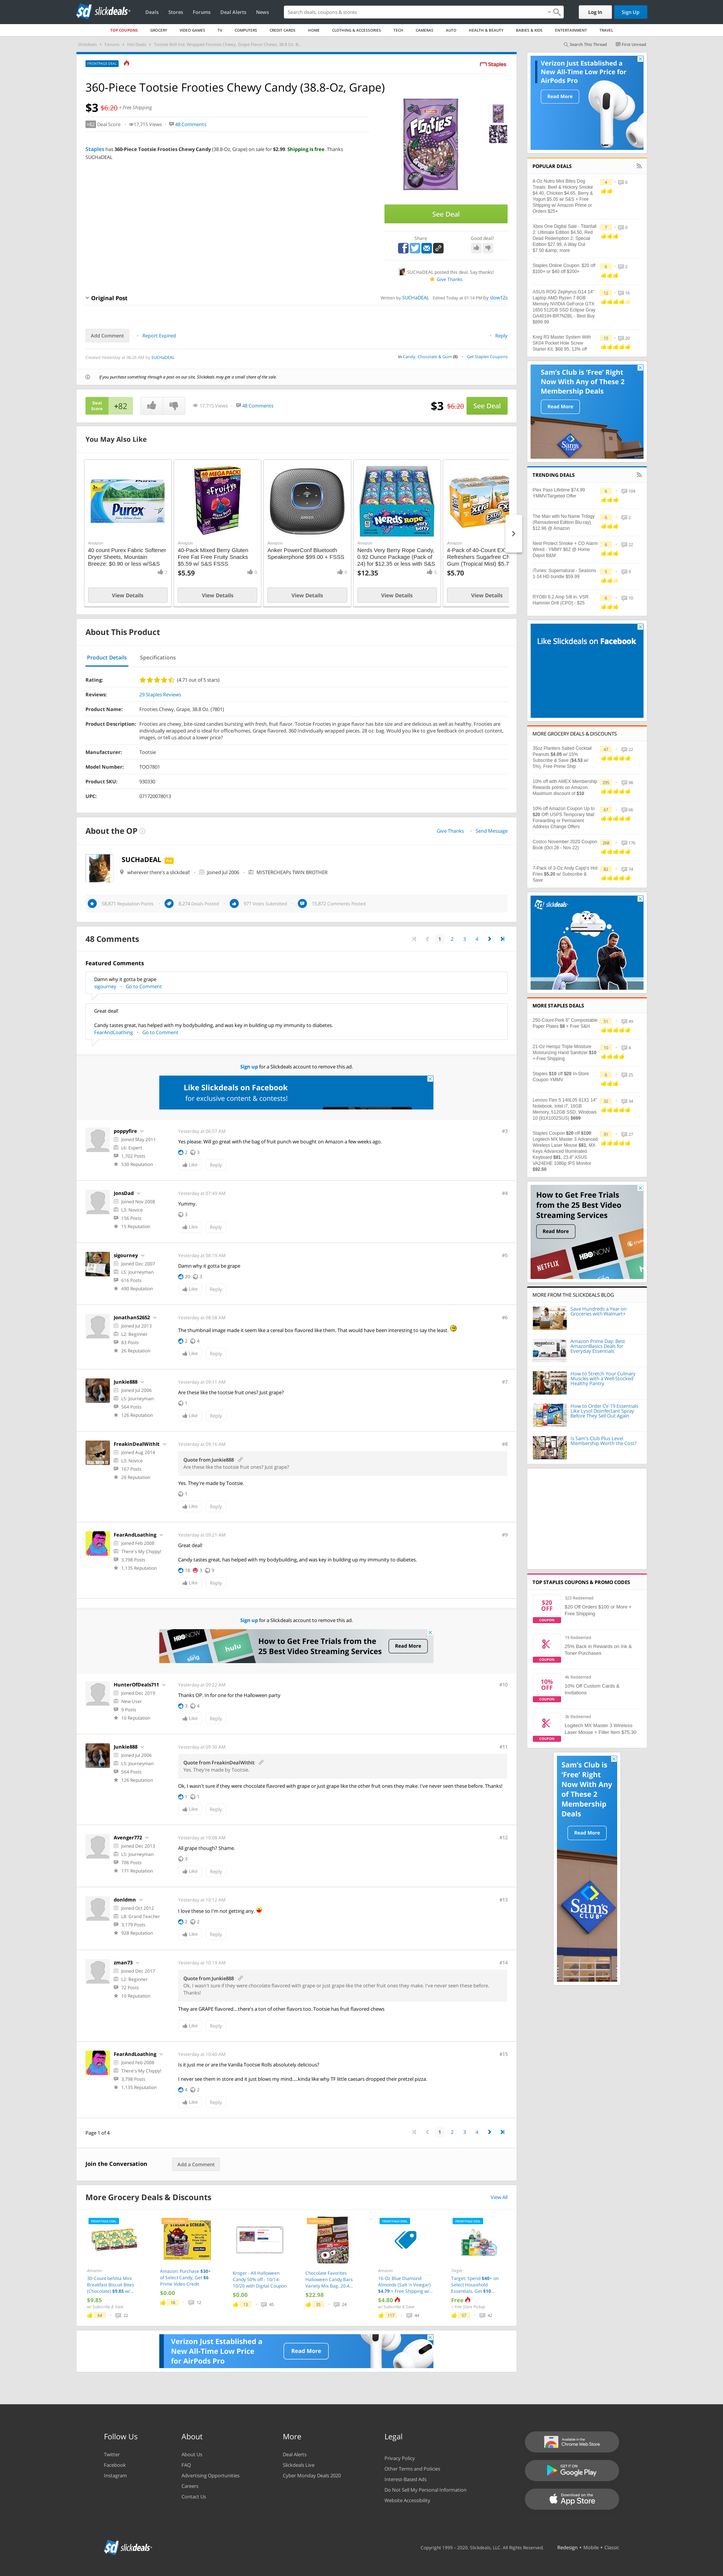 slickdeals
Deals Stores Forums Deal Alerts News
Search deals, coupons & stores
Log In Sign Up
TOP COUPONS GROCERY VIDEO GAMES TV COMPUTERS CREDIT CARDS HOME CLOTHING & ACCESSORIES TECH CAMERAS AUTO HEALTH & BEAUTY BABIES & KIDS ENTERTAINMENT TRAVEL
Search This Thread First Unread
FRONTPAGE DEAL
Staples
360-Piece Tootsie Frooties Chewy Candy (38.8-Oz, Grape)
$3 $6.20 + Free Shipping
+82 Deal Score 17,715 Views 48 Comments
Staples has 360-Piece Tootsie Frooties Chewy Candy (38.8-Oz, Grape) on sale for $2.99. Shipping is free. Thanks
SUCHaDEAL
See Deal
Share Good deal?
SUCHaDEAL posted this deal. Say thanks!
Give Thanks
Original Post
Written by SUCHaDEAL Edited Today at 01:14 PM by slow12s
Add Comment Report Expired Reply
Created Yesterday at 06:26 AM by SUCHaDEAL
in Candy, Chocolate & Gum (8) Get Staples Coupons
If you purchase something through a post on our site, Slickdeals may get a small share of the sale.
Deal Score +82 17,715 Views 48 Comments $3 $6.20 See Deal
You May Also Like
Amazon
40 count Purex Fabric Softener Dryer Sheets, Mountain Breeze: $0.90 or less w/S&S
View Details
Amazon
40-Pack Mixed Berry Gluten Free Fat Free Fruity Snacks $5.59 w/ S&S FSSS
$5.59
View Details
Amazon
Anker PowerConf Bluetooth Speakerphone $99.00 + FSSS
View Details
Amazon
Nerds Very Berry Rope Candy, 0.92 Ounce Package (Pack of 24) for $12.35 or less with S&S
$12.35
View Details
Amazon
4-Pack of 40-Count EX
Refreshers Sugarfree Ch
Gum (Tropical Mist) $5.7
$5.70
View Details
About This Product
Product Details Specifications
Rating: (4.71 out of 5 stars)
Reviews: 29 Staples Reviews
Product Name: Frooties Chewy, Grape, 38.8 Oz. (7801)
Product Description: Frooties are chewy, bite-sized candies bursting with fresh, fruit flavor. Tootsie Frooties in grape flavor has bite size are delicious as well as healthy. Frooties are
individually wrapped and is ideal for office/homes. Grape flavored. 360 Individually wrapped pieces. 28 oz. bag. Would you like to give feedback on product content,
images, or tell us about a lower price?
Manufacturer: Tootsie
Model Number: TOO7801
Product SKU: 930330
UPC: 071720078013
About the OP
Give Thanks Send Message
SUCHaDEAL
wherever there's a slickdeal! Joined Jul 2006 MISTERCHEAPs TWIN BROTHER
58,871 Reputation Points 8,274 Deals Posted 971 Votes Submitted 15,872 Comments Posted
48 Comments
1 2 3 4
Featured Comments
Damn why it gotta be grape
sigourney Go to Comment
Great deal!
Candy tastes great, has helped with my bodybuilding, and was key in building up my immunity to diabetes.
FearAndLoathing Go to Comment
Sign up for a Slickdeals account to remove this ad.
Like Slickdeals on Facebook
for exclusive content & contests!
poppyfire
Joined May 2011
L6: Expert
1,702 Posts
530 Reputation
Yesterday at 06:57 AM #3
Yes please. Will go great with the bag of fruit punch we bought on Amazon a few weeks ago.
2 3
Like Reply
JonsDad
Joined Nov 2008
L3: Novice
156 Posts
15 Reputation
Yesterday at 07:49 AM #4
Yummy.
3
Like Reply
sigourney
Joined Dec 2007
L5: Journeyman
616 Posts
490 Reputation
Yesterday at 08:19 AM #5
Damn why it gotta be grape
20 3
Like Reply
Jonathan52652
Joined Jul 2013
L2: Beginner
83 Posts
26 Reputation
Yesterday at 08:58 AM #6
The thumbnail image made it seem like a cereal box flavored like them. That would have been interesting to say the least.
2 4
Like Reply
Junkie888
Joined Jul 2006
L5: Journeyman
564 Posts
126 Reputation
Yesterday at 09:11 AM #7
Are these like the tootsie fruit ones? Just grape?
1
Like Reply
FreakinDealWithit
Joined Aug 2014
L3: Novice
167 Posts
26 Reputation
Yesterday at 09:16 AM #8
Quote from Junkie888
Are these like the tootsie fruit ones? Just grape?
Yes, They're made by Tootsie.
1
Like Reply
FearAndLoathing
Joined Feb 2008
There's My Chippy!
3,798 Posts
1,135 Reputation
Yesterday at 09:21 AM #9
Great deal!
Candy tastes great, has helped with my bodybuilding, and was key in building up my immunity to diabetes.
18 3 9
Like Reply
Sign up for a Slickdeals account to remove this ad.
How to Get Free Trials from the
25 Best Video Streaming Services
Read More
HunterOfDeals711
Joined Dec 2019
New User
9 Posts
10 Reputation
Yesterday at 09:22 AM #10
Thanks OP. In for one for the Halloween party
3 4
Like Reply
Junkie888
Joined Jul 2006
L5: Journeyman
564 Posts
126 Reputation
Yesterday at 09:30 AM #11
Quote from FreakinDealWithit
Yes, They're made by Tootsie.
Ok, I wasn't sure if they were chocolate flavored with grape or just grape like the other fruit ones they make. I've never seen these before. Thanks!
1 1
Like Reply
Avenger772
Joined Dec 2013
L5: Journeyman
706 Posts
171 Reputation
Yesterday at 10:08 AM #12
All grape though? Shame.
3
Like Reply
donldmn
Joined Oct 2012
L8: Grand Teacher
3,179 Posts
928 Reputation
Yesterday at 10:12 AM #13
I love these so I'm not getting any.
2 2
Like Reply
zman73
Joined Dec 2017
L2: Beginner
72 Posts
10 Reputation
Yesterday at 10:19 AM #14
Quote from Junkie888
Ok, I wasn't sure if they were chocolate flavored with grape or just grape like the other fruit ones they make. I've never seen these before.
Thanks!
They are GRAPE flavored... there's a ton of other flavors too. Tootsie has fruit flavored chews
Like Reply
FearAndLoathing
Joined Feb 2008
There's My Chippy!
3,798 Posts
1,135 Reputation
Yesterday at 10:40 AM #15
Is it just me or are the Vanilla Tootsie Rolls absolutely delicious?
I never see them in store and it just blows my mind....kinda like why TF little caesars dropped their pretzel pizza.
4 2
Like Reply
Page 1 of 4
1 2 3 4
Join the Conversation Add a Comment
More Grocery Deals & Discounts View All
Amazon
30-Count belVita Mini Breakfast Biscuit Bites (Chocolate) $9.85 w/...
$9.85
w/ Subscribe & Save
Amazon: Purchase $30+ of Select Candy, Get $6 Prime Video Credit
$0.00
Kroger - All Halloween Candy 50% off - 10/14-10/20 with Digital Coupon
$0.00
Chocolate Favorites Halloween Candy Bars Variety Mix Bag, 20.4...
$22.98
Amazon
16-Oz Blue Diamond Almonds (Salt 'n Vinegar) $4.79 + Free Shipping w/...
$4.80
w/ Subscribe & Save
Target
Target: Spend $40+ on Select Household Essentials, Get $10...
Free
+ Free Store Pickup
Verizon Just Established a
New All-Time Low Price
for AirPods Pro
Read More
Verizon Just Established a
New All-Time Low Price for
AirPods Pro
Read More
POPULAR DEALS
8-Oz Nutro Mini Bites Dog Treats: Beef & Hickory Smoke $4.40, Chicken $4.65, Berry & Yogurt $5.05 w/ S&S + Free Shipping w/ Amazon Prime or Orders $25+
Xbox One Digital Sale - Titanfall 2: Ultimate Edition $4.50, Red Dead Redemption 2: Special Edition $27.99, A Way Out $7.50 &amp; more
Staples Online Coupon: $20 off $100+ or $40 off $200+
ASUS ROG Zephyrus G14 14" Laptop AMD Ryzen 7 8GB Memory NVIDIA GeForce GTX 1650 512GB SSD Eclipse Gray GA401IH-BR7N2BL - Best Buy $899.99
Kreg R3 Master System With SK04 Pocket Hole Screw Starter Kit, $68.85, 13% off
Sam's Club is 'Free' Right
Now With Any of These 2
Membership Deals
Read More
TRENDING DEALS
Plex Pass Lifetime $74.99 YMMV/Targeted Offer
The Man with No Name Trilogy (Remastered Edition Blu-ray) $12.96 @ Amazon
Nest Protect Smoke + CO Alarm Wired - YMMV $62 @ Home Depot B&M
iTunes: Supernatural - Seasons 1-14 HD bundle $59.99
RYOBI 6.2 Amp 5/8 in. VSR Hammer Drill (CPO) - $25
Like Slickdeals on Facebook
MORE GROCERY DEALS & DISCOUNTS
35oz Planters Salted Cocktail Peanuts $4.05 w/ 15% Subscribe & Save ($4.53 w/ 5%), Free Prime Ship
10% off with AMEX Membership Rewards points on Amazon. Maximum discount of $10
10% off Amazon Coupon Up to $20 Off! USPS Temporary Mail Forwarding or Permanent Address Change Offers
Costco November 2020 Coupon Book (Oct 28 - Nov 22)
7-Pack of 3-Oz Andy Capp's Hot Fries $5.20 w/ Subscribe & Save
slickdeals
MORE STAPLES DEALS
250-Count Perk 6" Compostable Paper Plates $8 + Free S&H
21-Oz Hempz Triple Moisture Moisturizing Hand Sanitizer $10 + Free Shipping
Staples $10 off $20 In-Store Coupon YMMV
Lenovo Flex 5 14IIL05 81X1 14" Notebook, Intel i7, 16GB Memory, 512GB SSD, Windows 10 (81X1002SUS) $699
Staples Coupon $20 off $100: Logitech MX Master 3 Advanced Wireless Laser Mouse $81, MX Keys Advanced Illuminated Keyboard $81, 23.8" ASUS VA24EHE 1080p IPS Monitor $92.50
How to Get Free Trials
from the 25 Best Video
Streaming Services
Read More
NETFLIX HBO NOW sling
MORE FROM THE SLICKDEALS BLOG
Save Hundreds a Year on Groceries with Walmart+
Amazon Prime Day: Best AmazonBasics Deals for Everyday Essentials
How to Stretch Your Culinary Muscles with a Well-Stocked Healthy Pantry
How to Order CV-19 Essentials Like Lysol Disinfectant Spray Before They Sell Out Again
Is Sam's Club Plus Level Membership Worth the Cost?
TOP STAPLES COUPONS & PROMO CODES
$20 OFF COUPON
323 Redeemed
$20 Off Orders $100 or More + Free Shipping
COUPON
19 Redeemed
25% Back in Rewards on Ink & Toner Purchases
10% OFF COUPON
4k Redeemed
10% Off Custom Cards & Invitations
COUPON
3k Redeemed
Logitech MX Master 3 Wireless Laser Mouse + Filler Item $75.30
Sam's Club is
'Free' Right
Now With Any
of These 2
Membership
Deals
Read More
Sam's CLUB
Follow Us About More Legal
Twitter
Facebook
Instagram
About Us
FAQ
Advertising Opportunities
Careers
Contact Us
Deal Alerts
Slickdeals Live
Cyber Monday Deals 2020
Privacy Policy
Other Terms and Policies
Interest-Based Ads
Do Not Sell My Personal Information
Website Accessibility
Available in the Chrome Web Store
GET IT ON Google Play
Download on the App Store
slickdeals
Copyright 1999 - 2020. Slickdeals, LLC. All Rights Reserved. Redesign • Mobile • Classic